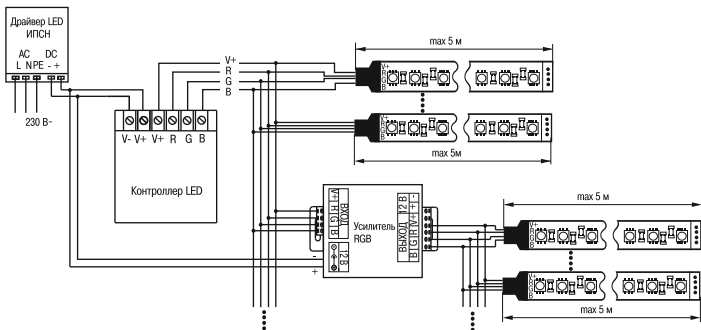 Драйвер LED
ИПСН
AC DC
L N PE - +
230 В~
V- V+ V+ R G B
Контроллер LED
V+
R
G
B
max 5 м
V+
R
G
B
max 5м
V+
R
G
B
ВХОД
V+ R G B
12 В
- +
Усилитель
RGB
ВЫХОД 12 В
B G R V+ + -
max 5 м
V+
R
G
B
max 5 м
V+
R
G
B